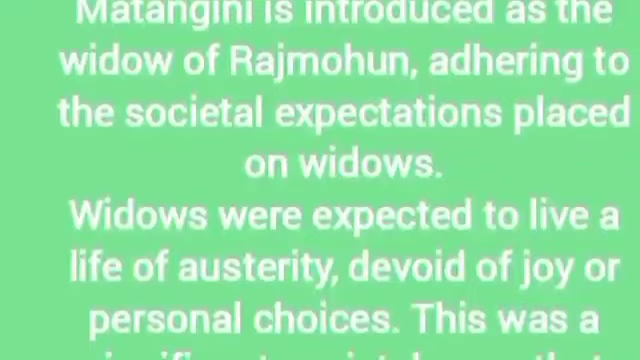 Matangini is introduced as the
widow of Rajmohun, adhering to
the societal expectations placed
on widows.
Widows were expected to live a
life of austerity, devoid of joy or
personal choices. This was a